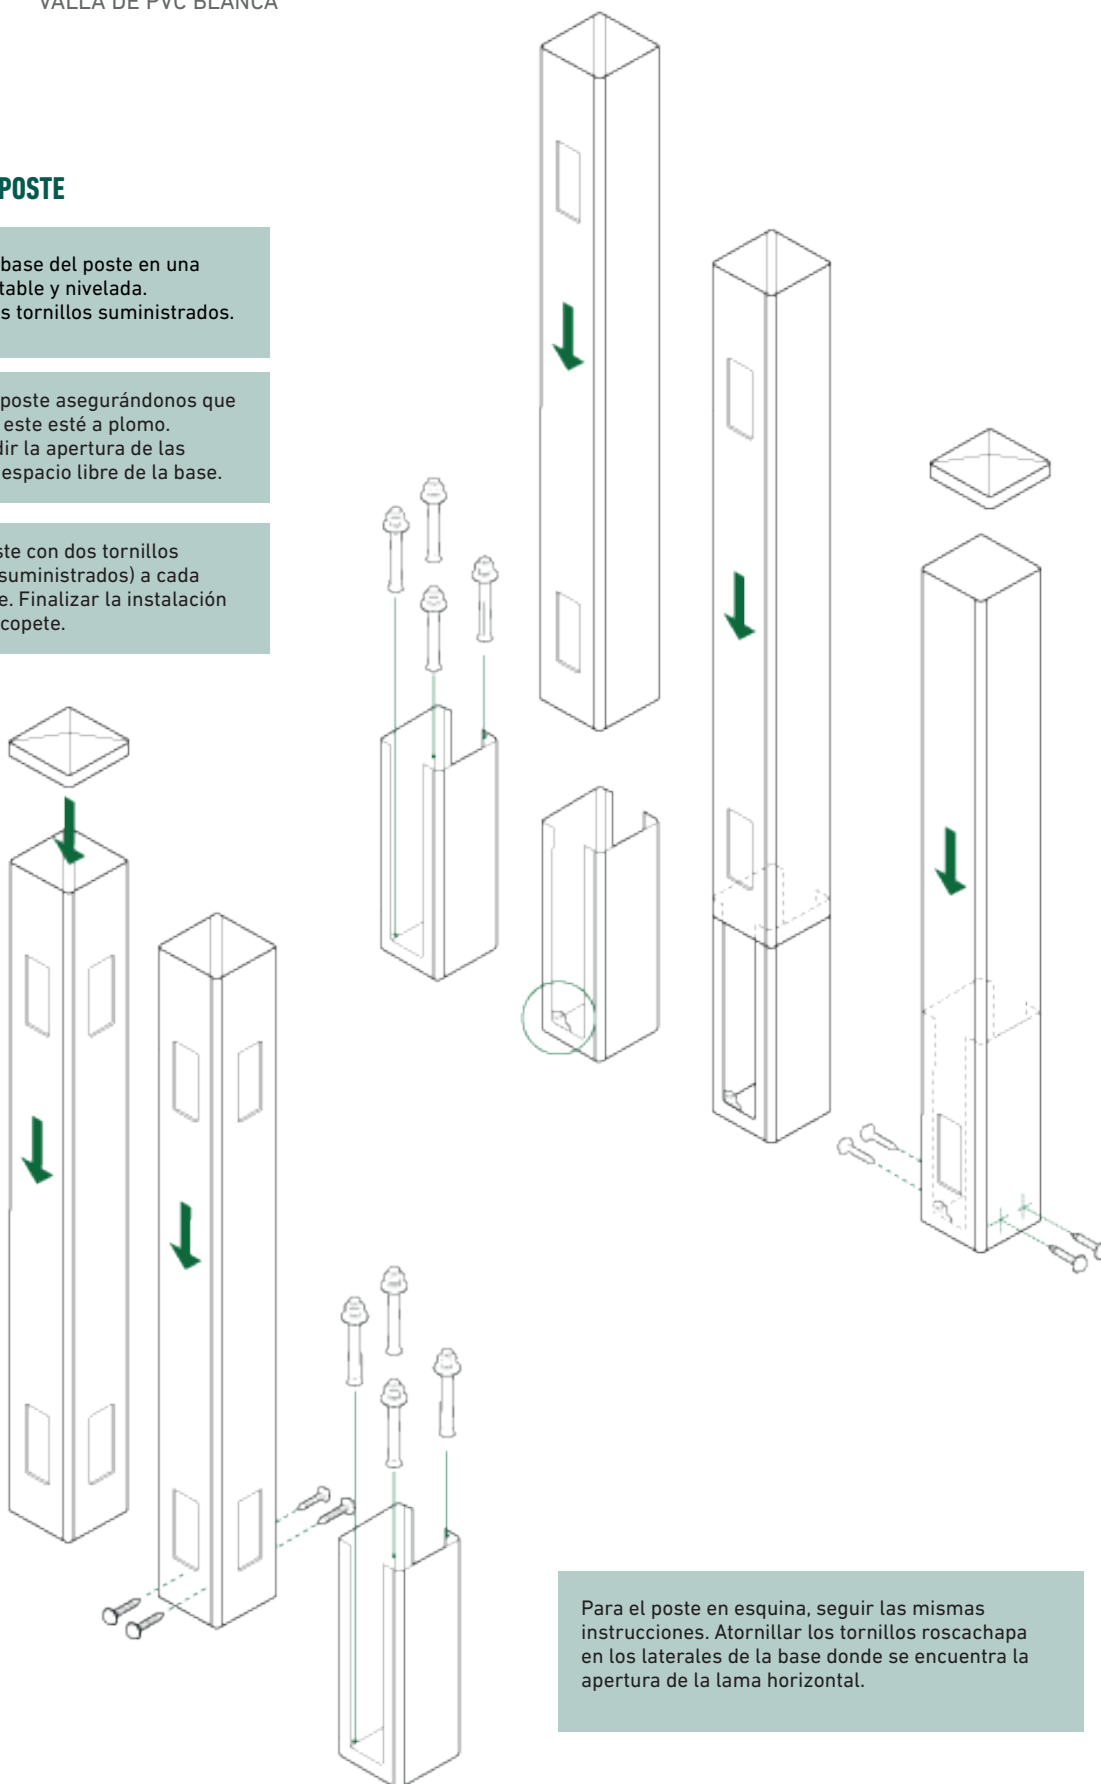 VALLA DE PVC BLANCA
POSTE
base del poste en una
table y nivelada.
s tornillos suministrados.
poste asegurándonos que
este esté a plomo.
dir la apertura de las
espacio libre de la base.
ste con dos tornillos
suministrados) a cada
e. Finalizar la instalación
copete.
Para el poste en esquina, seguir las mismas
instrucciones. Atornillar los tornillos roscachapa
en los laterales de la base donde se encuentra la
apertura de la lama horizontal.